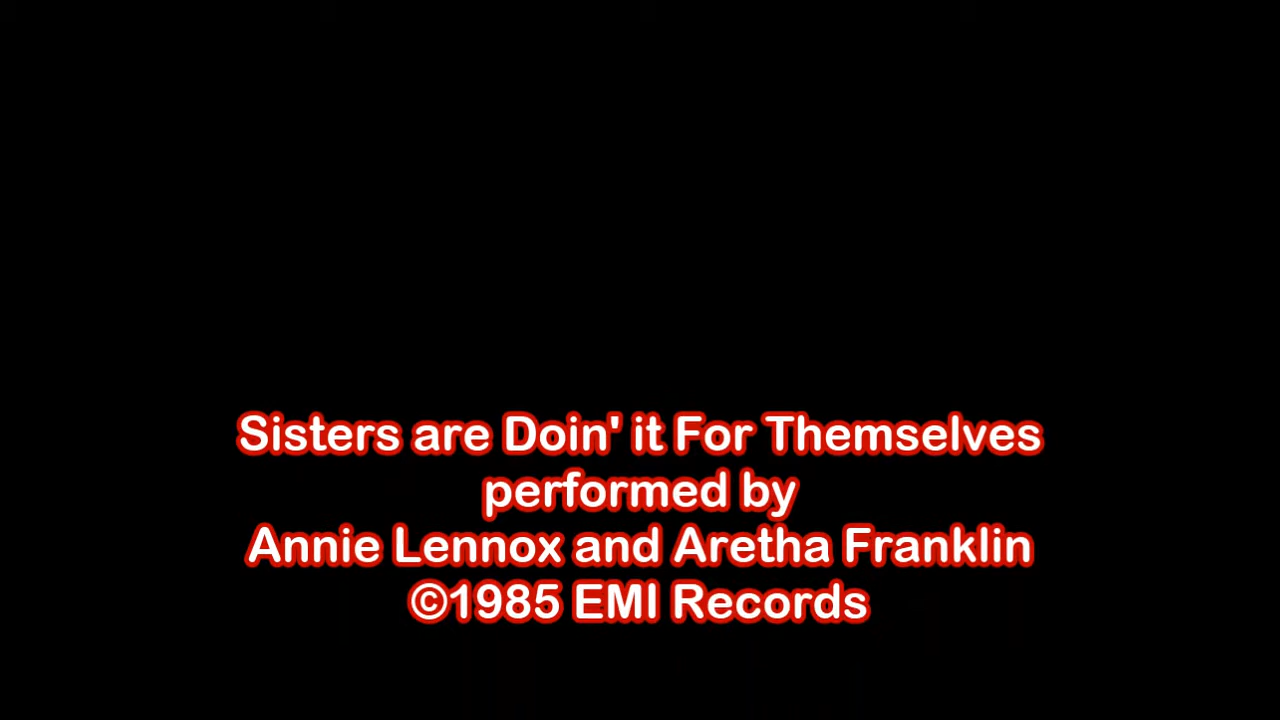 Sisters are Doin' it For Themselves
performed by
Annie Lennox and Aretha Franklin
©1985 EMI Records